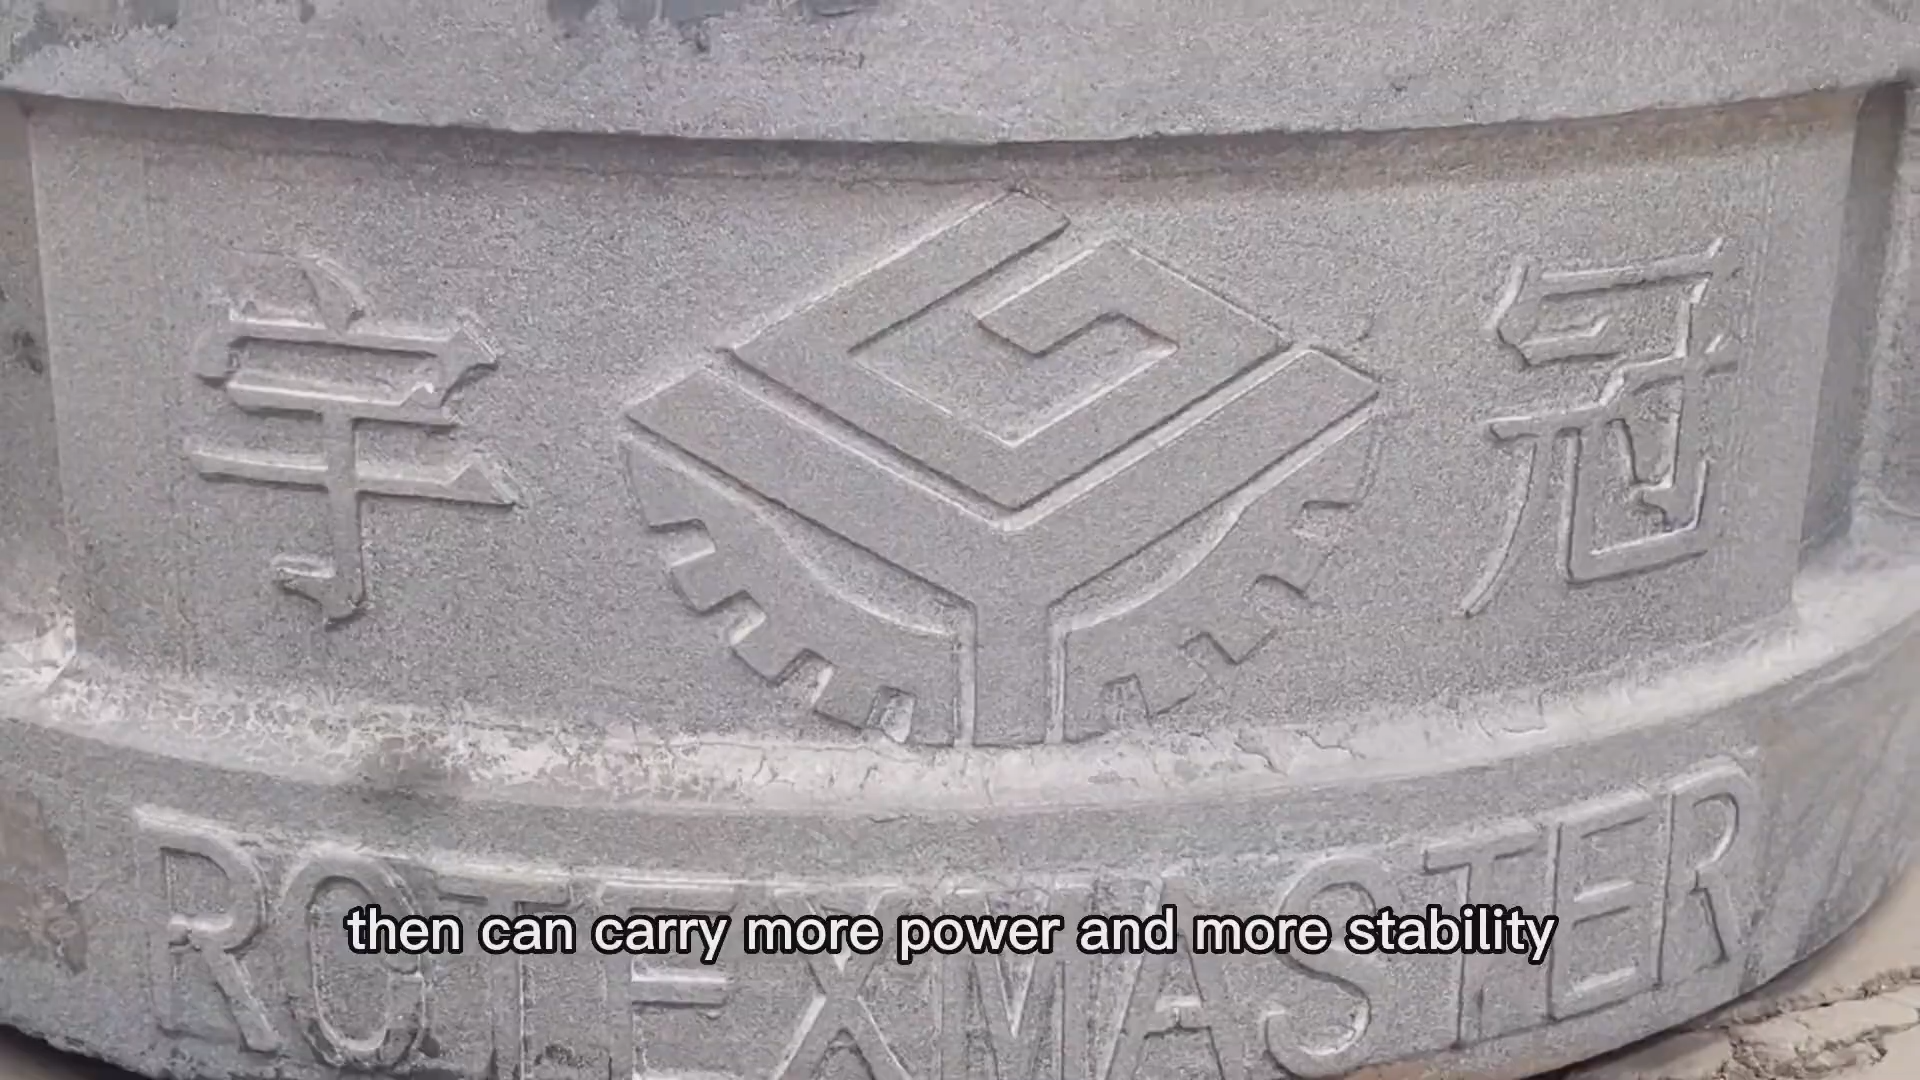 宇 冠
ROTEXMASTER
then can carry more power and more stability